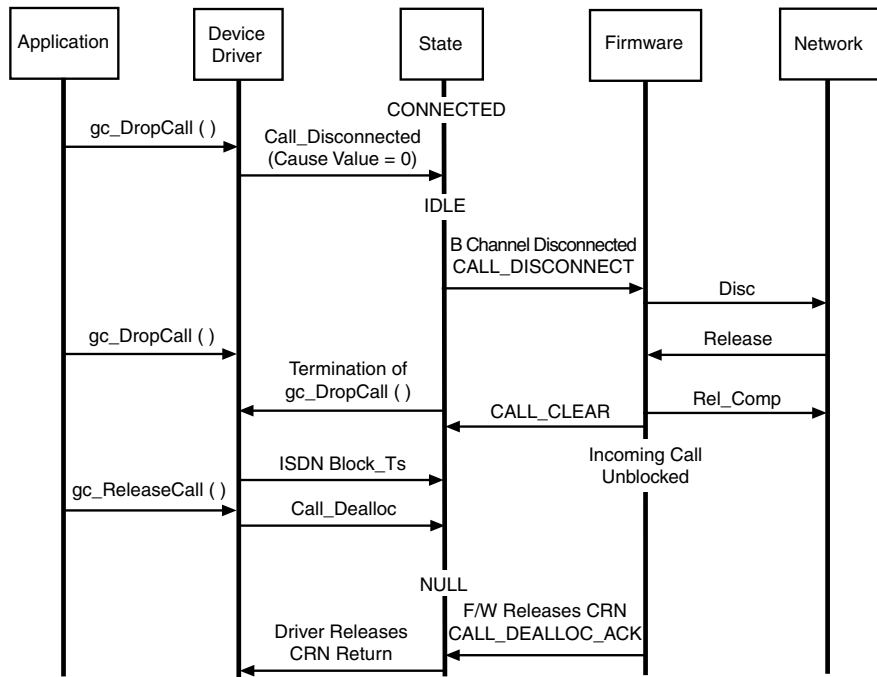 Application
Device
Driver
State
Firmware
Network
CONNECTED
gc_DropCall ( )
Call_Disconnected
(Cause Value = 0)
IDLE
B Channel Disconnected
CALL_DISCONNECT
Disc
gc_DropCall ( )
Release
Termination of
gc_DropCall ( )
CALL_CLEAR
Rel_Comp
Incoming Call
Unblocked
ISDN Block_Ts
gc_ReleaseCall ( )
Call_Dealloc
NULL
F/W Releases CRN
CALL_DEALLOC_ACK
Driver Releases
CRN Return